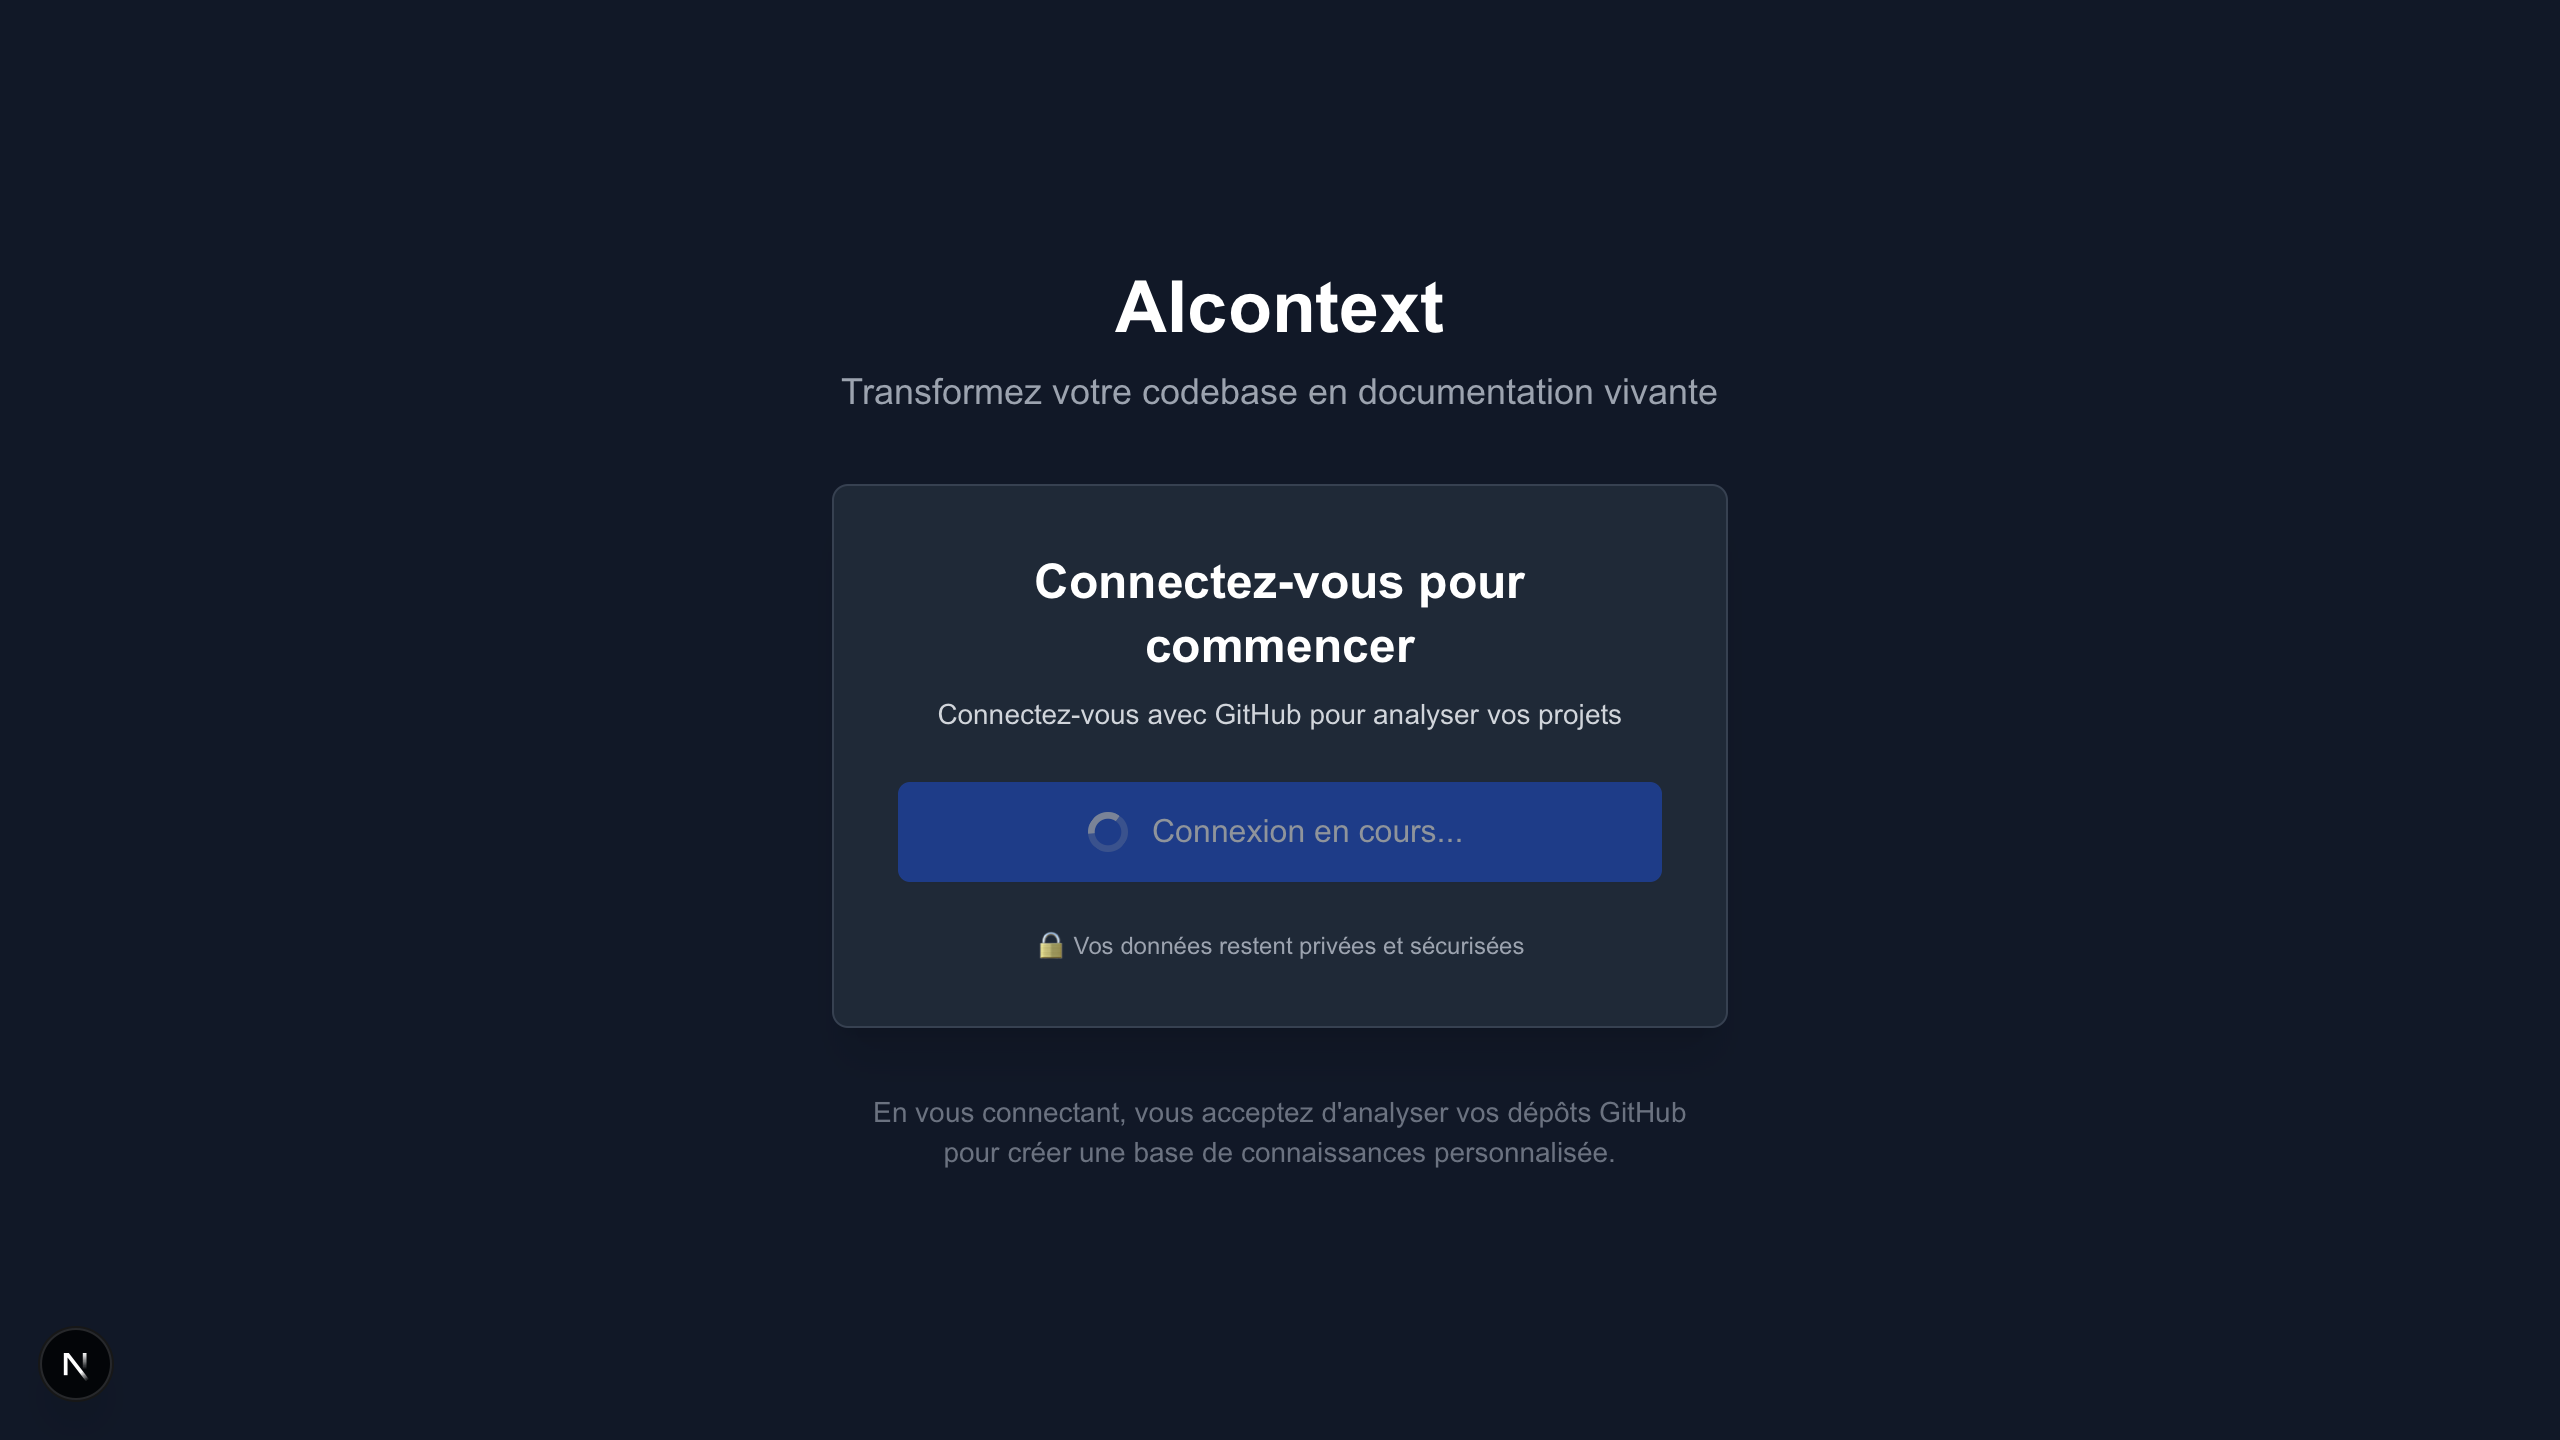 AIcontext
Transformez votre codebase en documentation vivante
Connectez-vous pour
commencer
Connectez-vous avec GitHub pour analyser vos projets
Connexion en cours...
🔒 Vos données restent privées et sécurisées
En vous connectant, vous acceptez d'analyser vos dépôts GitHub
pour créer une base de connaissances personnalisée.
N